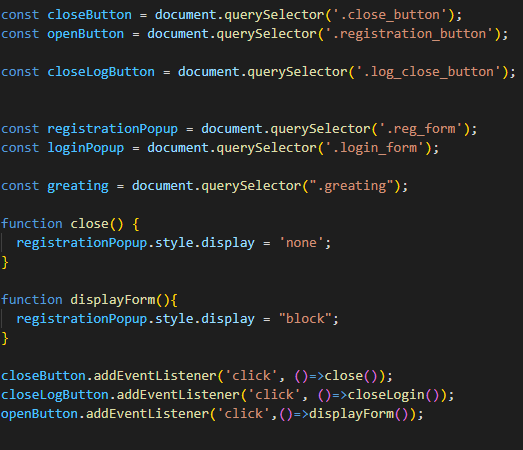 const closeButton = document.querySelector('.close_button');
const openButton = document.querySelector('.registration_button');
const closeLogButton = document.querySelector('.log_close_button');
const registrationPopup = document.querySelector('.reg_form');
const loginPopup = document.querySelector('.login_form');
const greating = document.querySelector(".greating");
function close() {
  registrationPopup.style.display = 'none';
}
function displayForm(){
  registrationPopup.style.display = "block";
}
closeButton.addEventListener('click', ()=>close());
closeLogButton.addEventListener('click', ()=>closeLogin());
openButton.addEventListener('click',()=>displayForm());